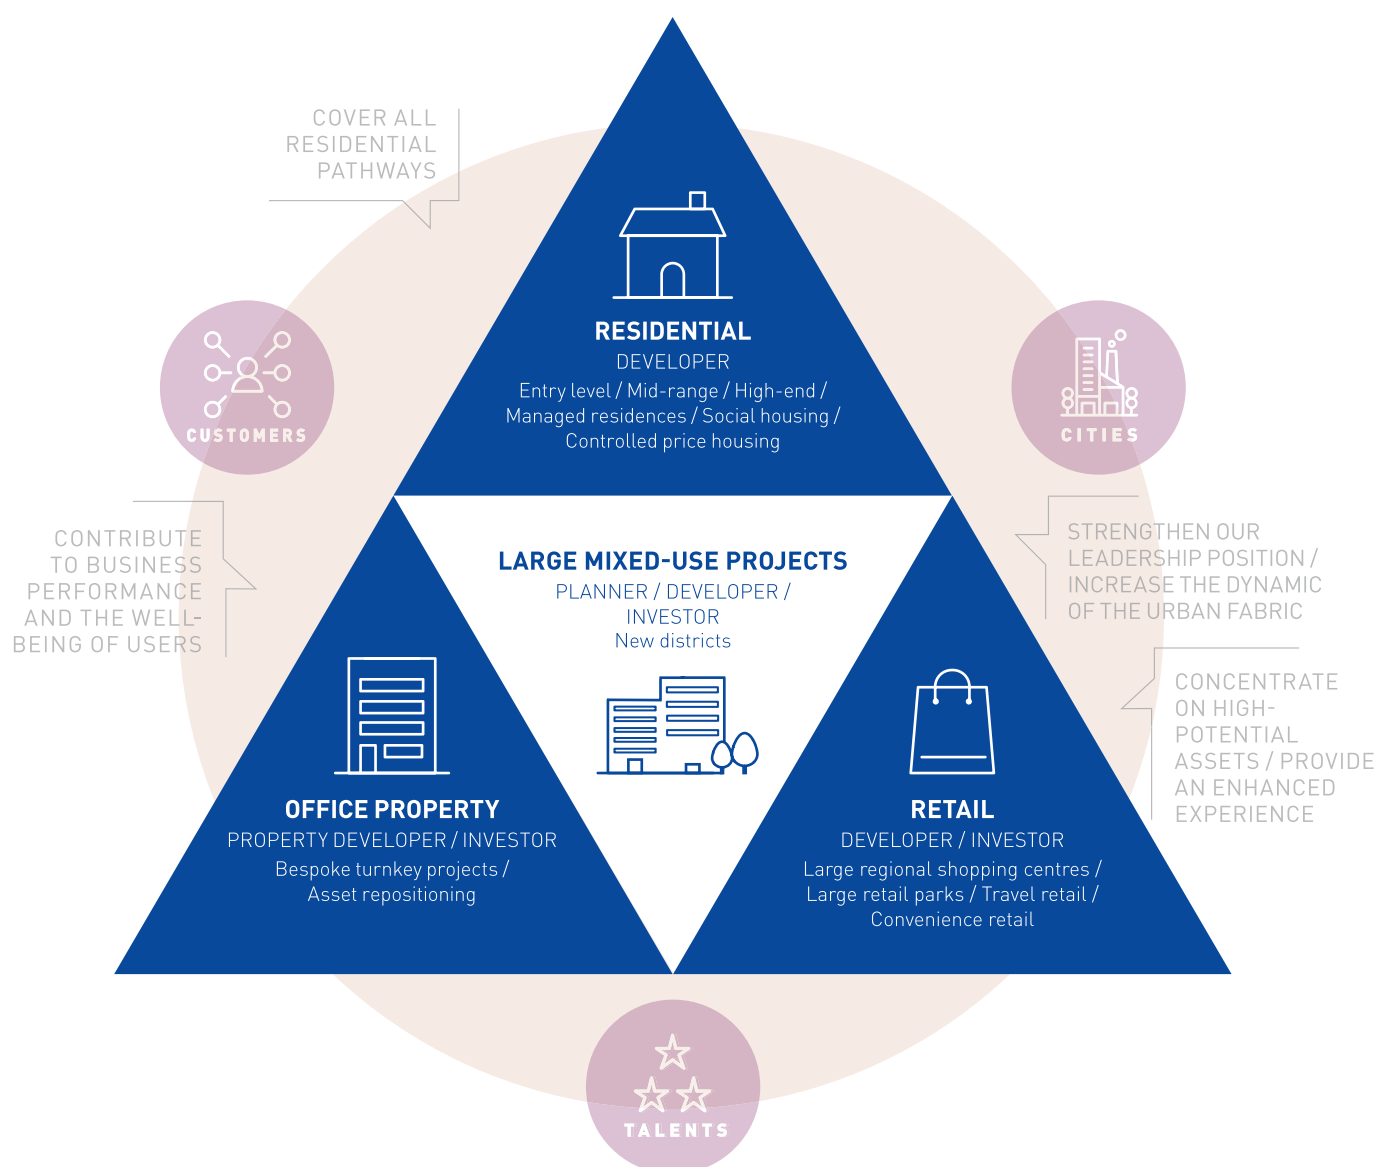 COVER ALL
RESIDENTIAL
PATHWAYS
RESIDENTIAL
DEVELOPER
Entry level / Mid-range / High-end /
Managed residences / Social housing /
Controlled price housing
CUSTOMERS
CITIES
CONTRIBUTE
TO BUSINESS
PERFORMANCE
AND THE WELL-
BEING OF USERS
LARGE MIXED-USE PROJECTS
PLANNER / DEVELOPER /
INVESTOR
New districts
STRENGTHEN OUR
LEADERSHIP POSITION /
INCREASE THE DYNAMIC
OF THE URBAN FABRIC
CONCENTRATE
ON HIGH-
POTENTIAL
ASSETS / PROVIDE
AN ENHANCED
EXPERIENCE
OFFICE PROPERTY
PROPERTY DEVELOPER / INVESTOR
Bespoke turnkey projects /
Asset repositioning
RETAIL
DEVELOPER / INVESTOR
Large regional shopping centres /
Large retail parks / Travel retail /
Convenience retail
TALENTS